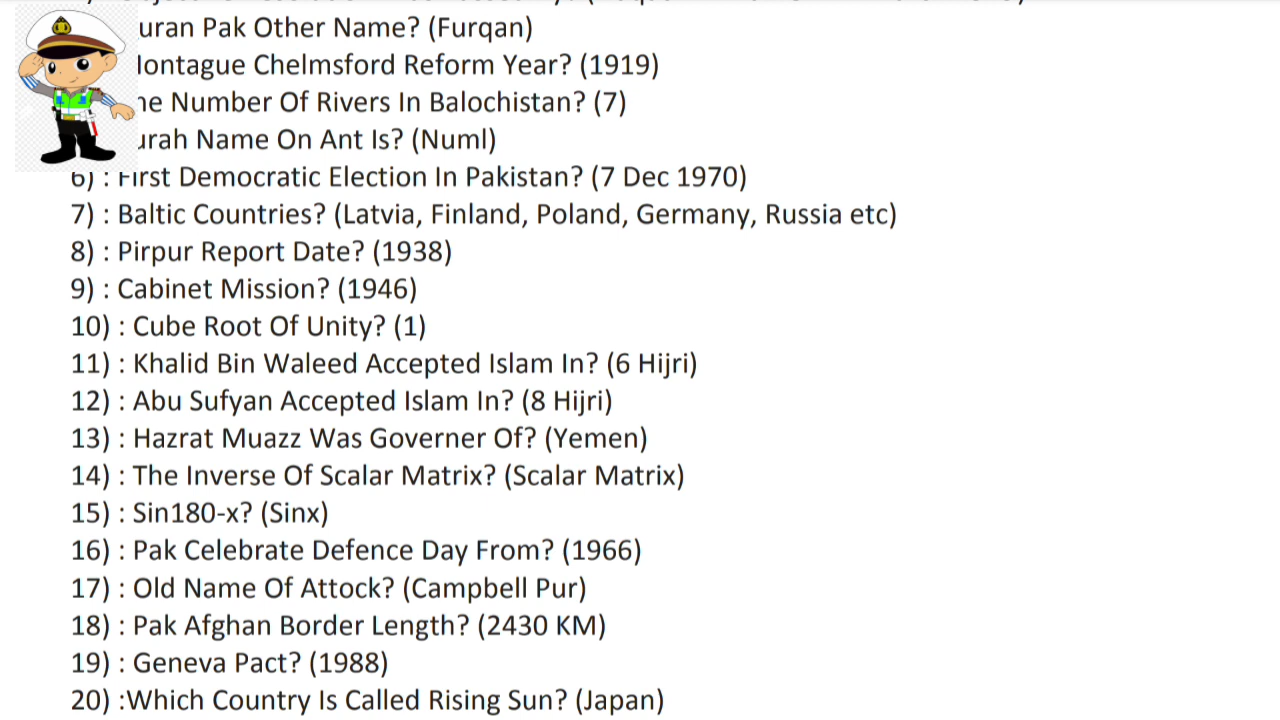 uran Pak Other Name? (Furqan)
ontague Chelmsford Reform Year? (1919)
he Number Of Rivers In Balochistan? (7)
urah Name On Ant Is? (Numl)
6) : First Democratic Election In Pakistan? (7 Dec 1970)
7) : Baltic Countries? (Latvia, Finland, Poland, Germany, Russia etc)
8) : Pirpur Report Date? (1938)
9) : Cabinet Mission? (1946)
10) : Cube Root Of Unity? (1)
11) : Khalid Bin Waleed Accepted Islam In? (6 Hijri)
12) : Abu Sufyan Accepted Islam In? (8 Hijri)
13) : Hazrat Muazz Was Governer Of? (Yemen)
14) : The Inverse Of Scalar Matrix? (Scalar Matrix)
15) : Sin180-x? (Sinx)
16) : Pak Celebrate Defence Day From? (1966)
17) : Old Name Of Attock? (Campbell Pur)
18) : Pak Afghan Border Length? (2430 KM)
19) : Geneva Pact? (1988)
20) :Which Country Is Called Rising Sun? (Japan)